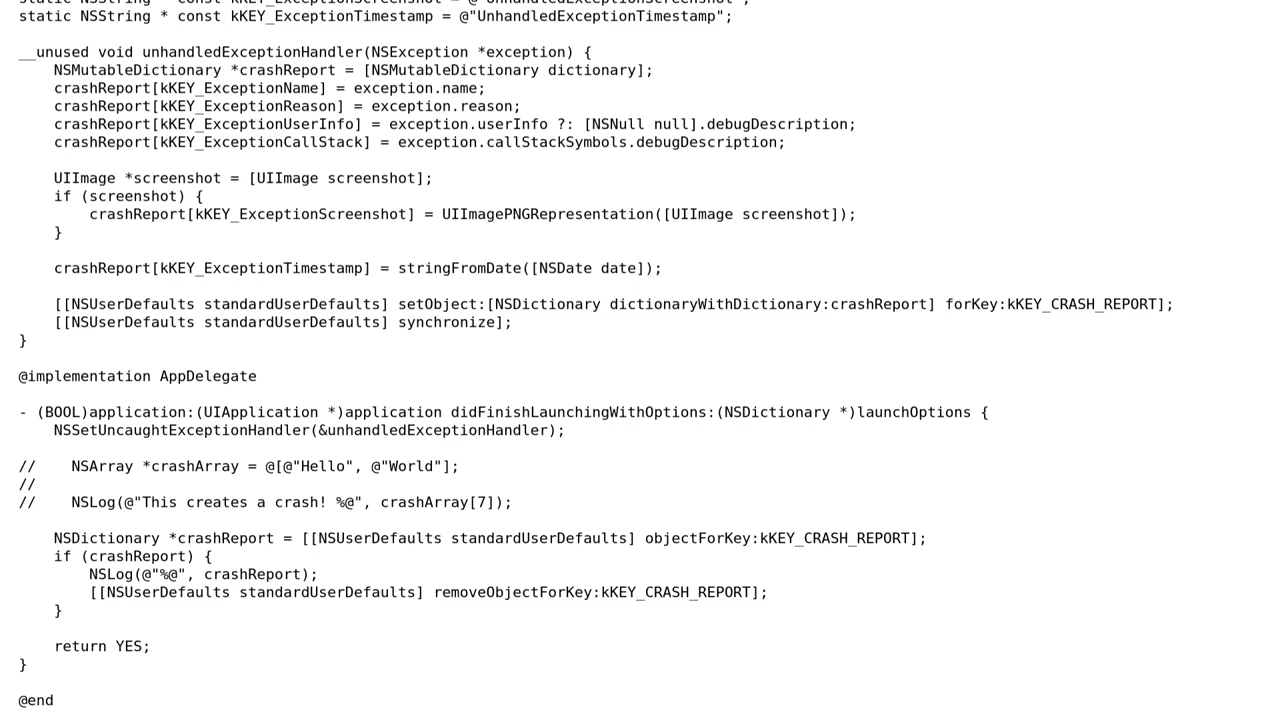 static NSString * const kKEY_ExceptionScreenshot = @"UnhandledExceptionScreenshot";
static NSString * const kKEY_ExceptionTimestamp = @"UnhandledExceptionTimestamp";
__unused void unhandledExceptionHandler(NSException *exception) {
    NSMutableDictionary *crashReport = [NSMutableDictionary dictionary];
    crashReport[kKEY_ExceptionName] = exception.name;
    crashReport[kKEY_ExceptionReason] = exception.reason;
    crashReport[kKEY_ExceptionUserInfo] = exception.userInfo ?: [NSNull null].debugDescription;
    crashReport[kKEY_ExceptionCallStack] = exception.callStackSymbols.debugDescription;
    UIImage *screenshot = [UIImage screenshot];
    if (screenshot) {
        crashReport[kKEY_ExceptionScreenshot] = UIImagePNGRepresentation([UIImage screenshot]);
    }
    crashReport[kKEY_ExceptionTimestamp] = stringFromDate([NSDate date]);
    [[NSUserDefaults standardUserDefaults] setObject:[NSDictionary dictionaryWithDictionary:crashReport] forKey:kKEY_CRASH_REPORT];
    [[NSUserDefaults standardUserDefaults] synchronize];
}
@implementation AppDelegate
- (BOOL)application:(UIApplication *)application didFinishLaunchingWithOptions:(NSDictionary *)launchOptions {
    NSSetUncaughtExceptionHandler(&unhandledExceptionHandler);
//    NSArray *crashArray = @[@"Hello", @"World"];
//
//    NSLog(@"This creates a crash! %@", crashArray[7]);
    NSDictionary *crashReport = [[NSUserDefaults standardUserDefaults] objectForKey:kKEY_CRASH_REPORT];
    if (crashReport) {
        NSLog(@"%@", crashReport);
        [[NSUserDefaults standardUserDefaults] removeObjectForKey:kKEY_CRASH_REPORT];
    }
    return YES;
}
@end